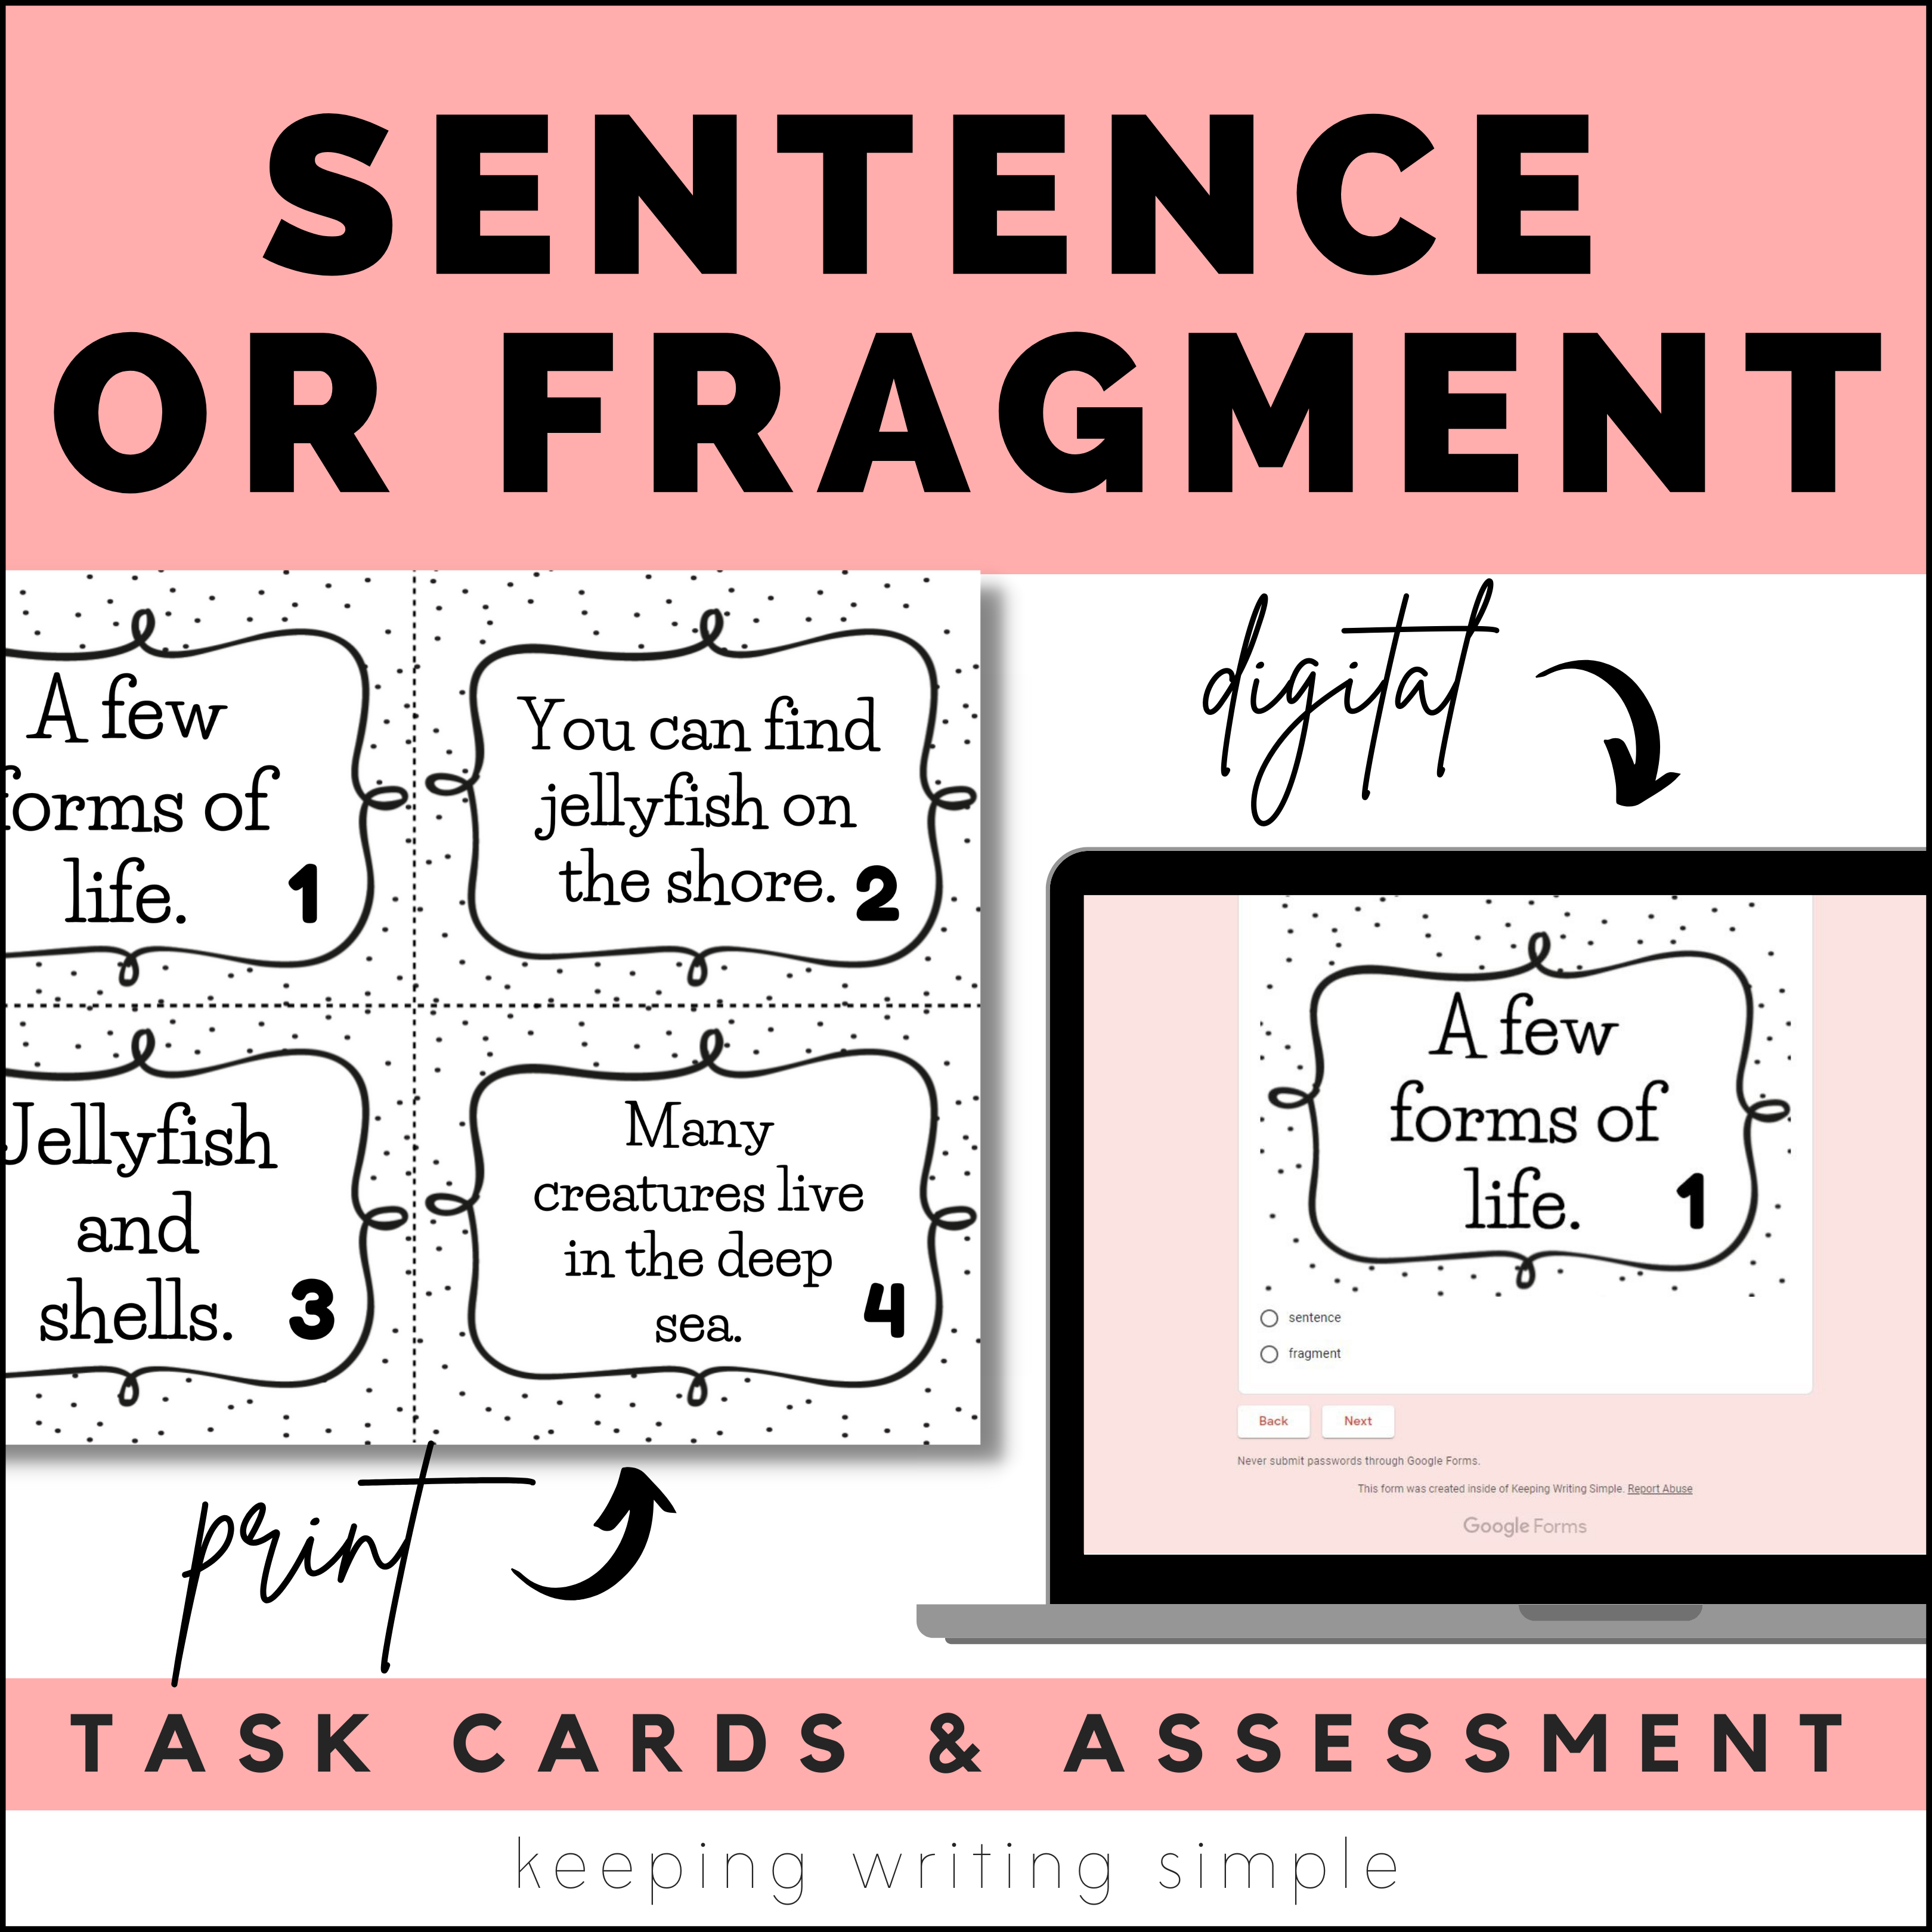 SENTENCE
OR FRAGMENT
A few
forms of
life.
1
You can find
jellyfish on
the shore.
2
Jellyfish
and
shells.
3
Many
creatures live
in the deep
sea.
4
digital
A few
forms of
life.
1
sentence
fragment
Back Next
Never submit passwords through Google Forms.
This form was created inside of Keeping Writing Simple. Report Abuse
Google Forms
print
TASK CARDS & ASSESSMENT
keeping writing simple